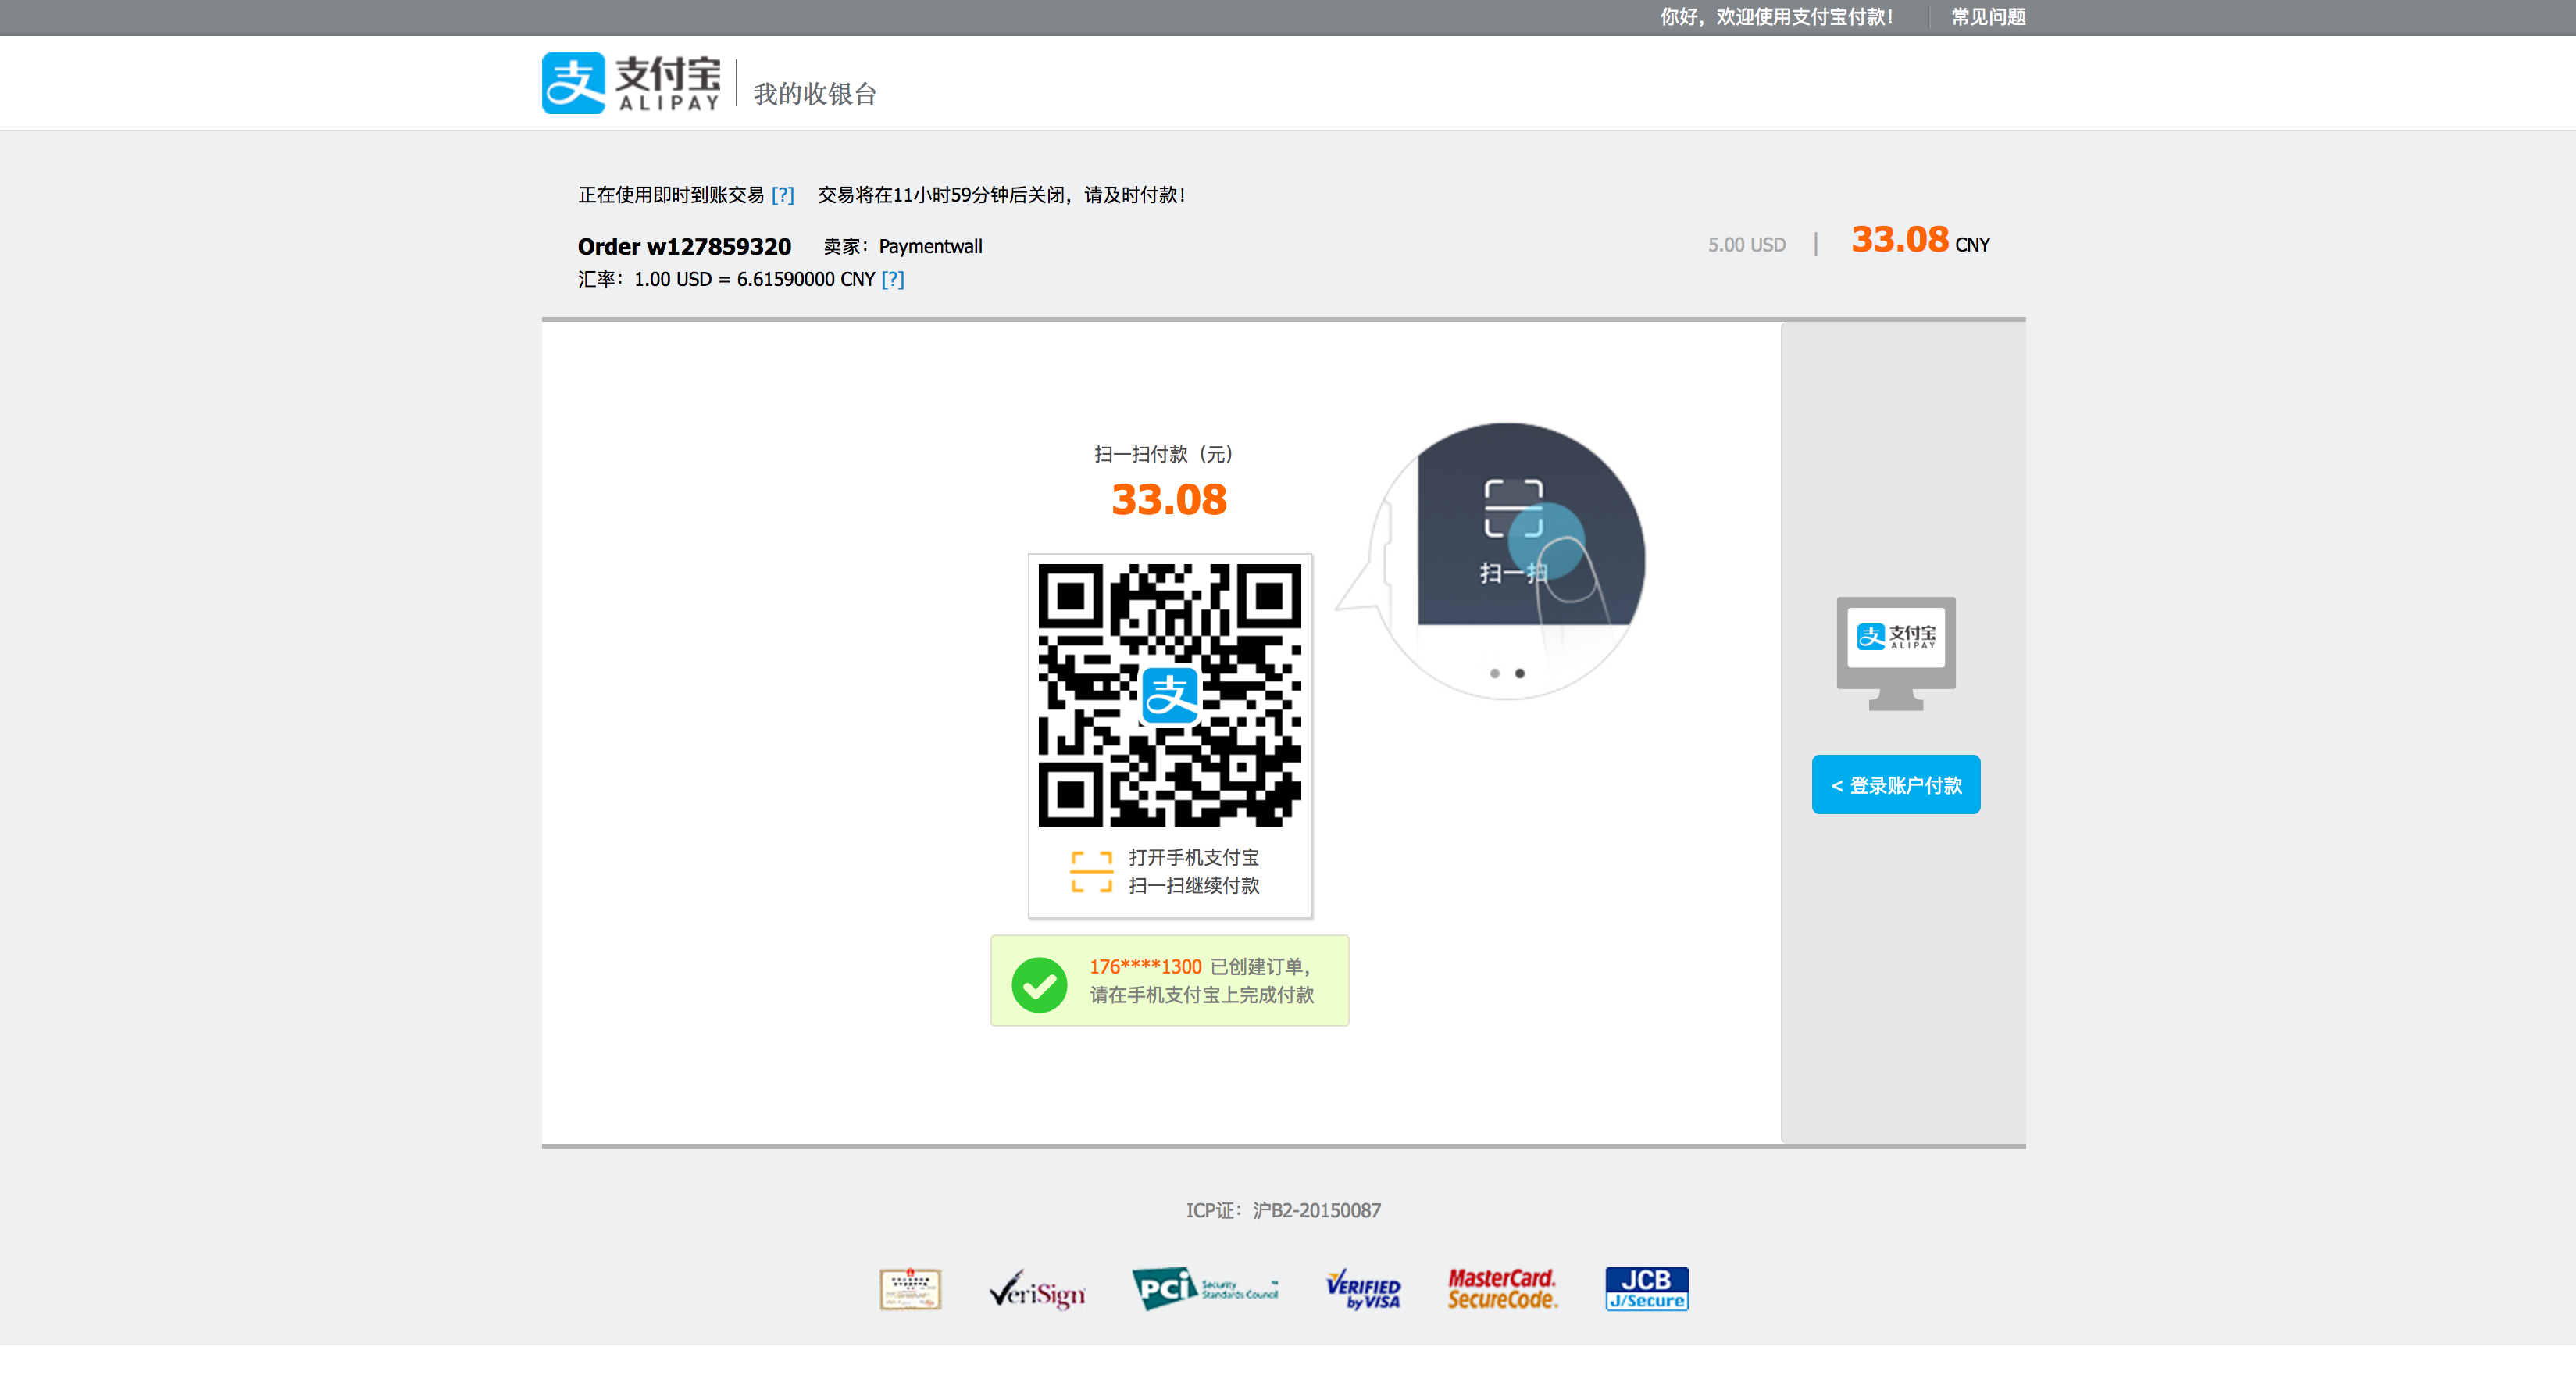 你好，欢迎使用支付宝付款！ 常见问题
支 支付宝 ALIPAY 我的收银台
正在使用即时到账交易 [?] 交易将在11小时59分钟后关闭，请及时付款！
Order w127859320 卖家：Paymentwall
5.00 USD | 33.08 CNY
汇率：1.00 USD = 6.61590000 CNY [?]
扫一扫付款（元）
33.08
扫一扫
支
打开手机支付宝
扫一扫继续付款
176****1300 已创建订单，
请在手机支付宝上完成付款
支 支付宝
ALIPAY
< 登录账户付款
ICP证：沪B2-20150087
VeriSign
PCI Security Standards Council
VERIFIED by VISA
MasterCard. SecureCode.
JCB J/Secure